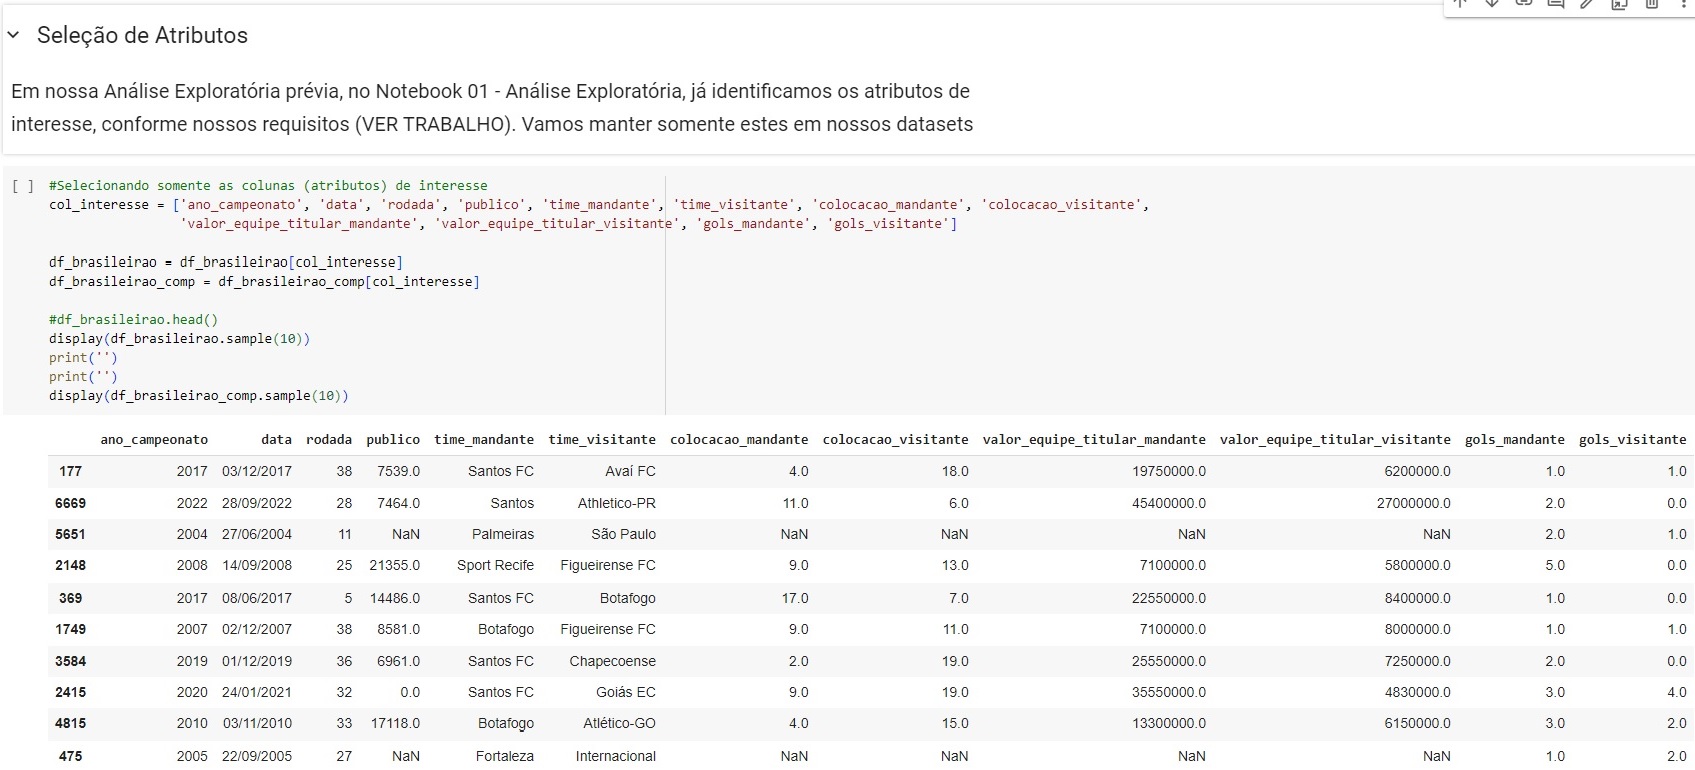 Seleção de Atributos
Em nossa Análise Exploratória prévia, no Notebook 01 - Análise Exploratória, já identificamos os atributos de
interesse, conforme nossos requisitos (VER TRABALHO). Vamos manter somente estes em nossos datasets
[ ] #Selecionando somente as colunas (atributos) de interesse
col_interesse = ['ano_campeonato', 'data', 'rodada', 'publico', 'time_mandante', 'time_visitante', 'colocacao_mandante', 'colocacao_visitante',
'valor_equipe_titular_mandante', 'valor_equipe_titular_visitante', 'gols_mandante', 'gols_visitante']
df_brasileirao = df_brasileirao[col_interesse]
df_brasileirao_comp = df_brasileirao_comp[col_interesse]
#df_brasileirao.head()
display(df_brasileirao.sample(10))
print('')
print('')
display(df_brasileirao_comp.sample(10))
ano_campeonato data rodada publico time_mandante time_visitante colocacao_mandante colocacao_visitante valor_equipe_titular_mandante valor_equipe_titular_visitante gols_mandante gols_visitante
177 2017 03/12/2017 38 7539.0 Santos FC Avaí FC 4.0 18.0 19750000.0 6200000.0 1.0 1.0
6669 2022 28/09/2022 28 7464.0 Santos Athletico-PR 11.0 6.0 45400000.0 27000000.0 2.0 0.0
5651 2004 27/06/2004 11 NaN Palmeiras São Paulo NaN NaN NaN NaN 2.0 1.0
2148 2008 14/09/2008 25 21355.0 Sport Recife Figueirense FC 9.0 13.0 7100000.0 5800000.0 5.0 0.0
369 2017 08/06/2017 5 14486.0 Santos FC Botafogo 17.0 7.0 22550000.0 8400000.0 1.0 0.0
1749 2007 02/12/2007 38 8581.0 Botafogo Figueirense FC 9.0 11.0 7100000.0 8000000.0 1.0 1.0
3584 2019 01/12/2019 36 6961.0 Santos FC Chapecoense 2.0 19.0 25550000.0 7250000.0 2.0 0.0
2415 2020 24/01/2021 32 0.0 Santos FC Goiás EC 9.0 19.0 35550000.0 4830000.0 3.0 4.0
4815 2010 03/11/2010 33 17118.0 Botafogo Atlético-GO 4.0 15.0 13300000.0 6150000.0 3.0 2.0
475 2005 22/09/2005 27 NaN Fortaleza Internacional NaN NaN NaN NaN 1.0 2.0